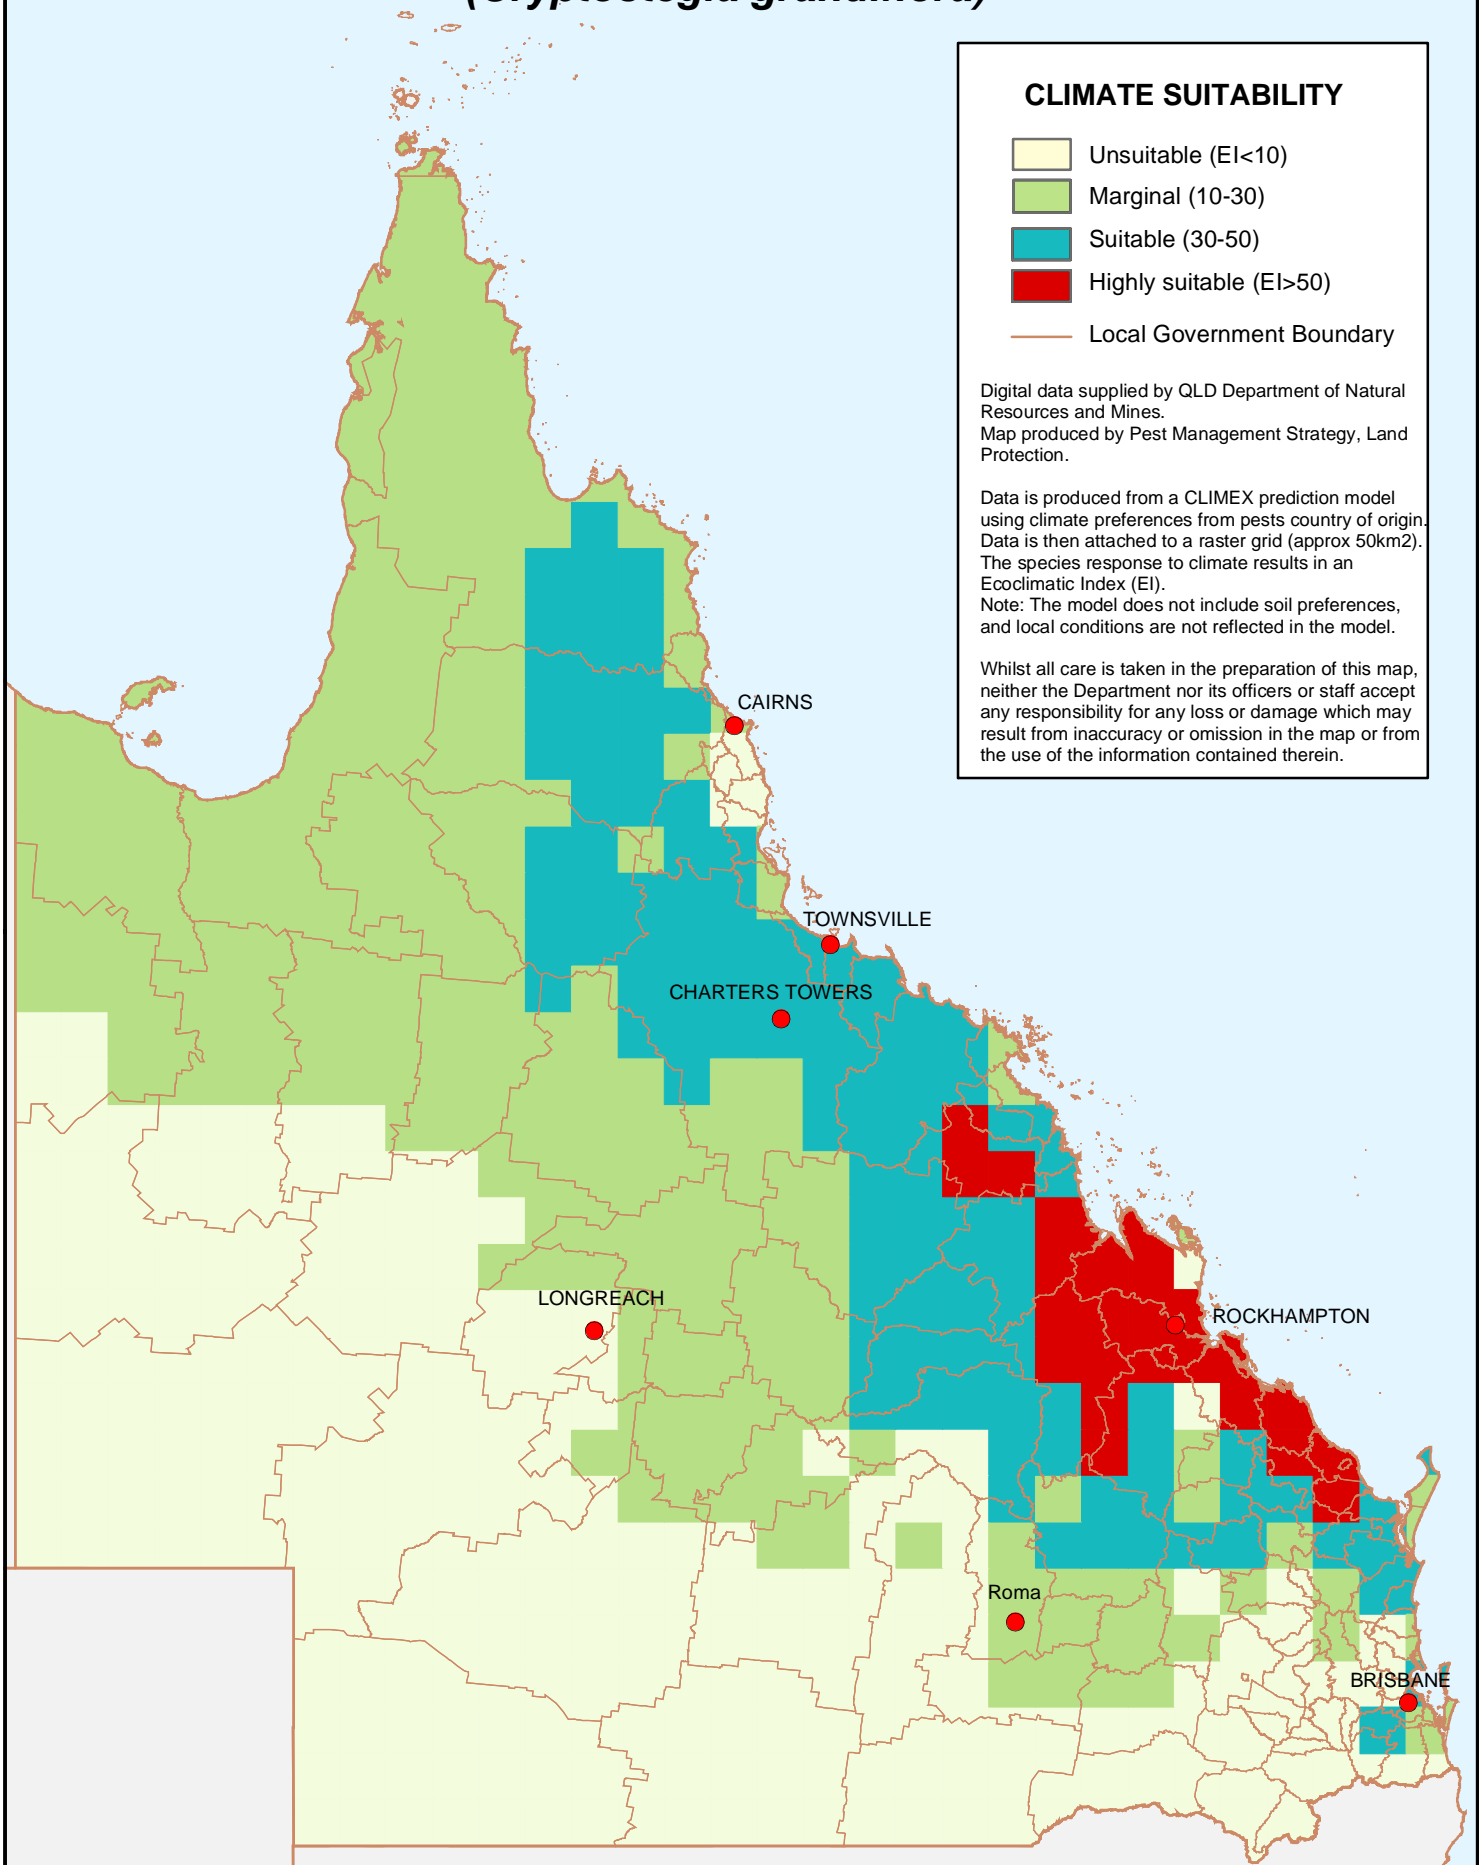 (Cryptostegia grandiflora)
CLIMATE SUITABILITY
Unsuitable (EI<10)
Marginal (10-30)
Suitable (30-50)
Highly suitable (EI>50)
Local Government Boundary
Digital data supplied by QLD Department of Natural
Resources and Mines.
Map produced by Pest Management Strategy, Land
Protection.
Data is produced from a CLIMEX prediction model
using climate preferences from pests country of origin.
Data is then attached to a raster grid (approx 50km2).
The species response to climate results in an
Ecoclimatic Index (EI).
Note: The model does not include soil preferences,
and local conditions are not reflected in the model.
Whilst all care is taken in the preparation of this map,
neither the Department nor its officers or staff accept
any responsibility for any loss or damage which may
result from inaccuracy or omission in the map or from
the use of the information contained therein.
CAIRNS
TOWNSVILLE
CHARTERS TOWERS
LONGREACH
ROCKHAMPTON
Roma
BRISBANE